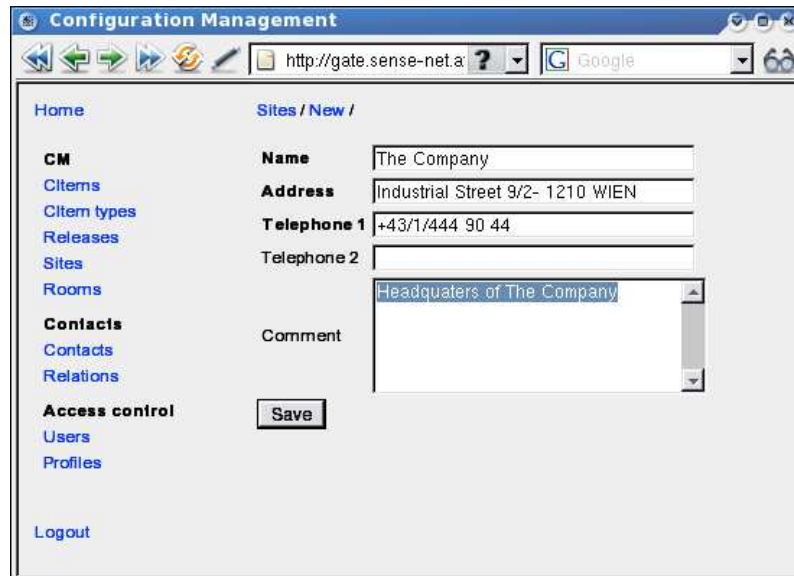 Configuration Management
http://gate.sense-net.a ?
G Google
Home
Sites / New /
CM
CItems
CItem types
Releases
Sites
Rooms
Contacts
Contacts
Relations
Access control
Users
Profiles
Logout
Name The Company
Address Industrial Street 9/2- 1210 WIEN
Telephone 1 +43/1/444 90 44
Telephone 2
Comment Headquaters of The Company
Save